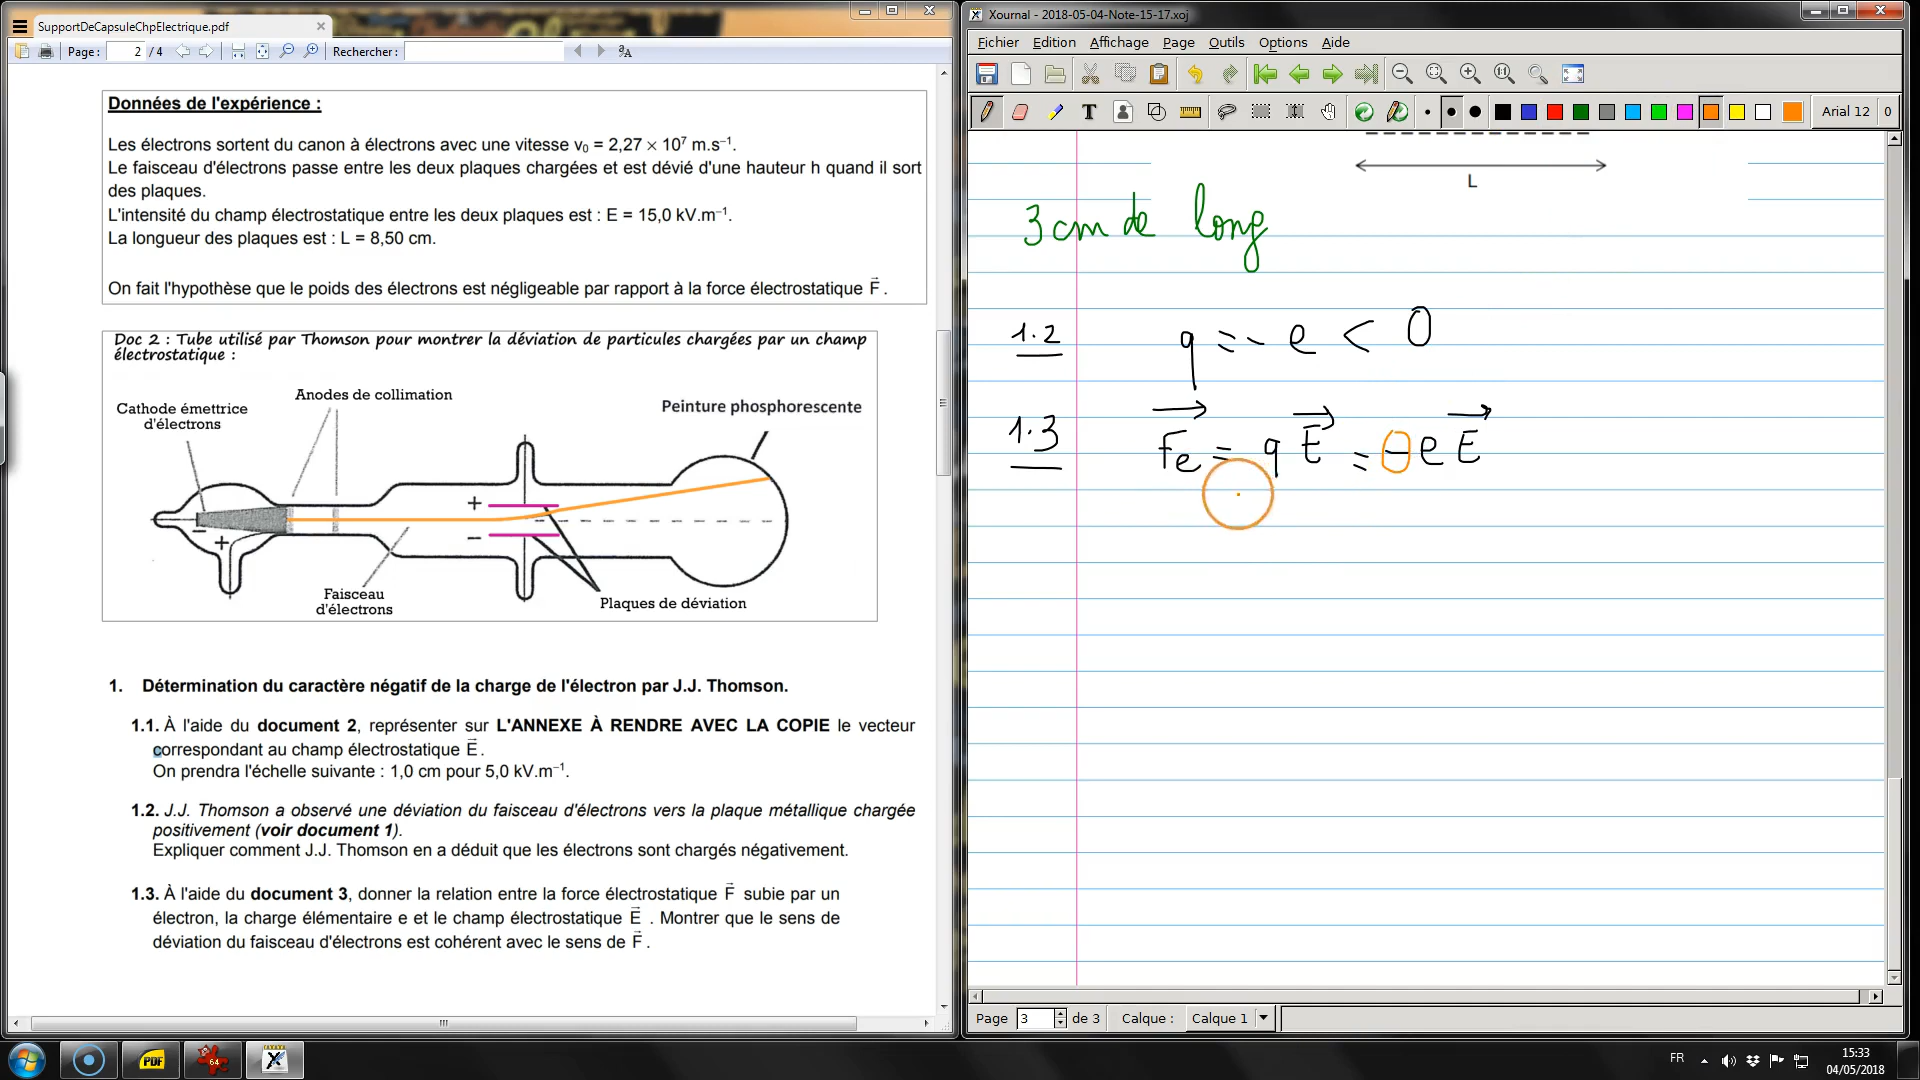 SupportDeCapsuleChpElectrique.pdf
Page : 2 / 4 Rechercher :
Données de l'expérience :
Les électrons sortent du canon à électrons avec une vitesse v₀ = 2,27 × 10⁷ m.s⁻¹.
Le faisceau d'électrons passe entre les deux plaques chargées et est dévié d'une hauteur h quand il sort
des plaques.
L'intensité du champ électrostatique entre les deux plaques est : E = 15,0 kV.m⁻¹.
La longueur des plaques est : L = 8,50 cm.
On fait l'hypothèse que le poids des électrons est négligeable par rapport à la force électrostatique F⃗ .
Doc 2 : Tube utilisé par Thomson pour montrer la déviation de particules chargées par un champ
électrostatique :
Anodes de collimation
Cathode émettrice
d'électrons
Peinture phosphorescente
+
−
−
+
Faisceau
d'électrons
Plaques de déviation
1. Détermination du caractère négatif de la charge de l'électron par J.J. Thomson.
1.1. À l'aide du document 2, représenter sur L'ANNEXE À RENDRE AVEC LA COPIE le vecteur
correspondant au champ électrostatique E⃗ .
On prendra l'échelle suivante : 1,0 cm pour 5,0 kV.m⁻¹.
1.2. J.J. Thomson a observé une déviation du faisceau d'électrons vers la plaque métallique chargée
positivement (voir document 1).
Expliquer comment J.J. Thomson en a déduit que les électrons sont chargés négativement.
1.3. À l'aide du document 3, donner la relation entre la force électrostatique F⃗ subie par un
électron, la charge élémentaire e et le champ électrostatique E⃗ . Montrer que le sens de
déviation du faisceau d'électrons est cohérent avec le sens de F⃗ .
Xournal - 2018-05-04-Note-15-17.xoj
Fichier Edition Affichage Page Outils Options Aide
Arial 12
L
3 cm de long
1.2 q = - e < 0
1.3 F⃗e = q E⃗ = - e E⃗
Page 3 de 3 Calque : Calque 1
PDF
64
FR
15:33
04/05/2018